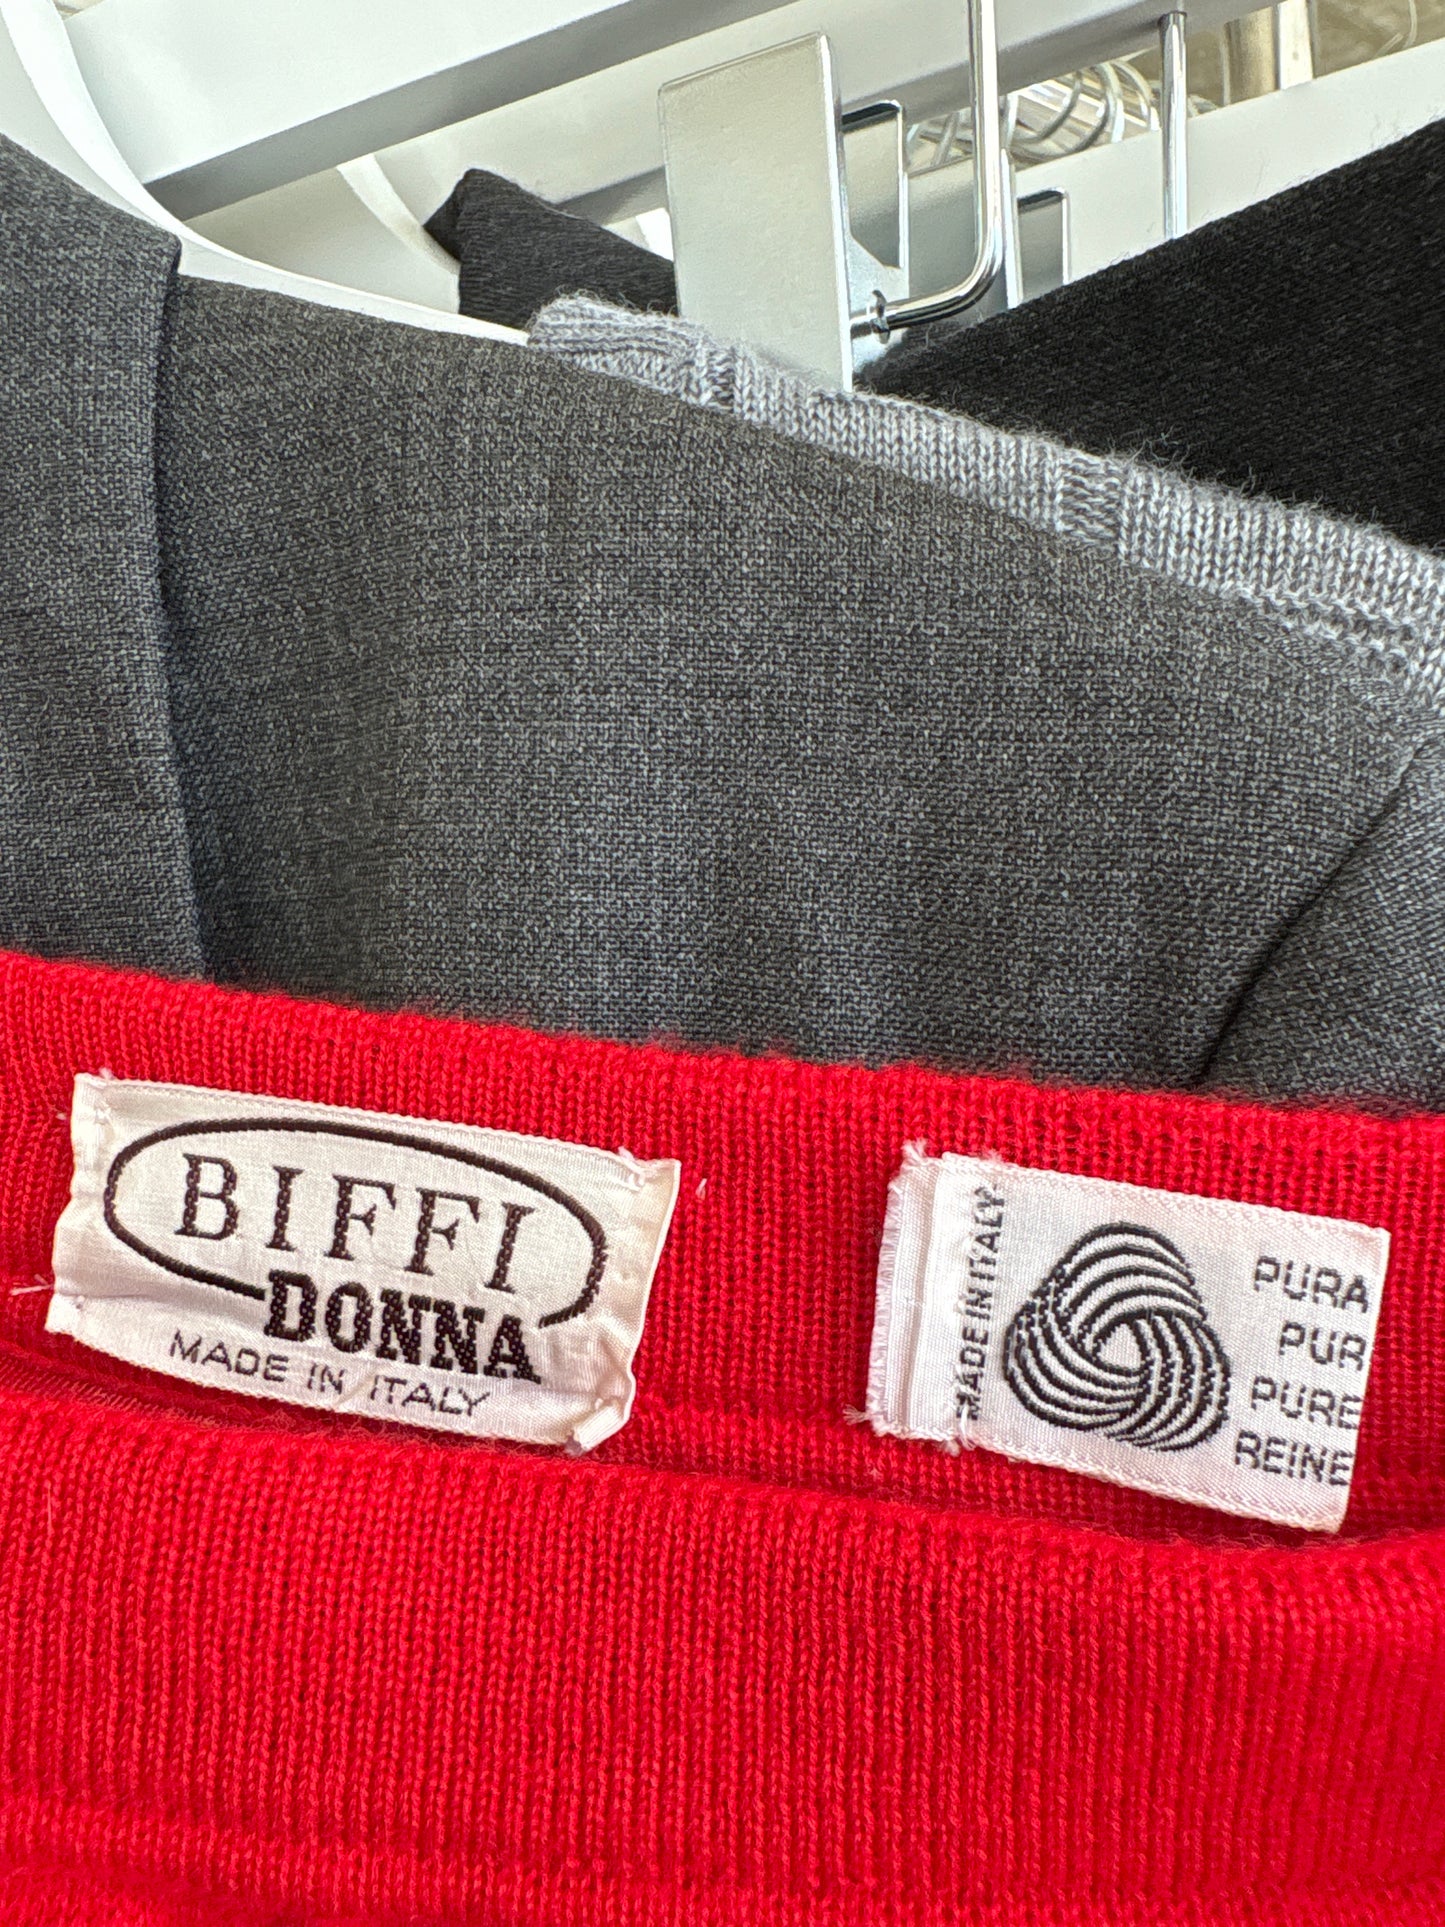 BIFFI
DONNA
MADE IN ITALY
MADE IN ITALY
PURA
PUR
PURE
REINE